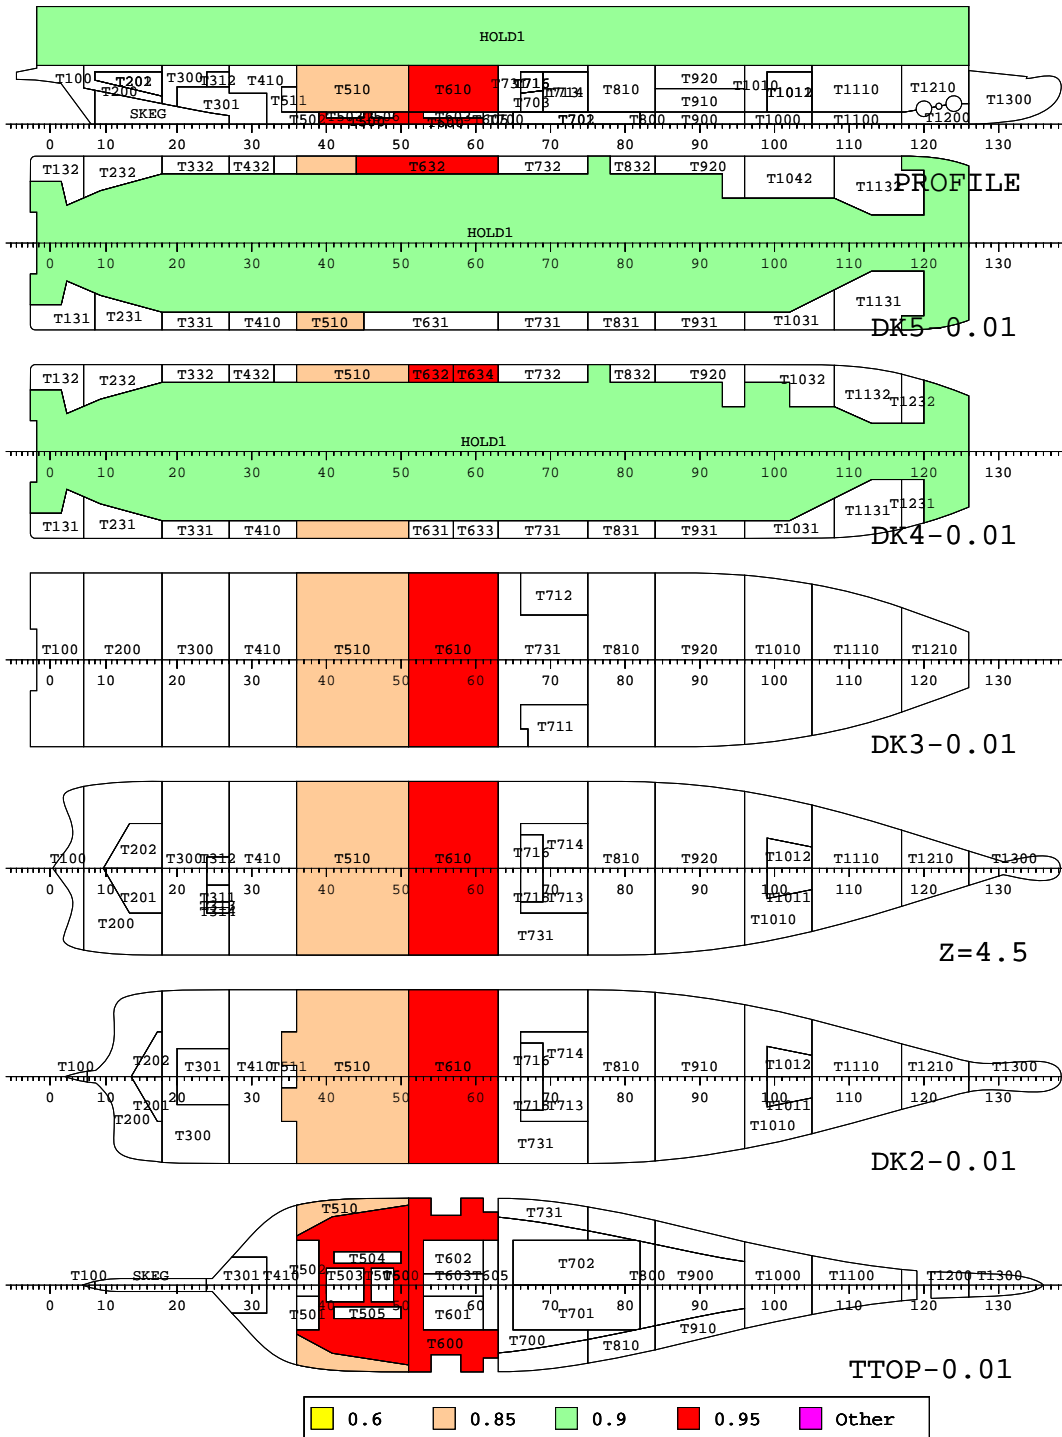 HOLD1
T100 T201 T202 T300 T312 T410 T510 T610 T731 T716 T714 T713 T810 T920 T1010 T1012 T1110 T1210 T1300
T200 T301 T511 T703 T910
SKEG T700 T702 T800 T900 T1000 T1100 T1200
0 10 20 30 40 50 60 70 80 90 100 110 120 130
PROFILE
T132 T232 T332 T432 T632 T732 T832 T920 T1042 T1132
HOLD1
0 10 20 30 40 50 60 70 80 90 100 110 120 130
T131 T231 T331 T410 T510 T631 T731 T831 T931 T1031 T1131
DK5-0.01
T132 T232 T332 T432 T510 T632 T634 T732 T832 T920 T1032 T1132 T1232
HOLD1
0 10 20 30 40 50 60 70 80 90 100 110 120 130
T131 T231 T331 T410 T631 T633 T731 T831 T931 T1031 T1131 T1231
DK4-0.01
T712
T100 T200 T300 T410 T510 T610 T731 T810 T920 T1010 T1110 T1210
0 10 20 30 40 50 60 70 80 90 100 110 120 130
T711
DK3-0.01
T202 T716 T714
T100 T300 T312 T410 T510 T610 T810 T920 T1012 T1110 T1210 T1300
0 10 20 30 40 50 60 70 80 90 100 110 120 130
T201 T311 T314 T713 T1011
T200 T731 T1010
Z=4.5
T202 T716 T714
T100 T301 T410 T511 T510 T610 T810 T910 T1012 T1110 T1210 T1300
0 10 20 30 40 50 60 70 80 90 100 110 120 130
T201 T713 T1011
T200 T300 T731 T1010
DK2-0.01
T510 T731
T504 T602 T702
T100 SKEG T301 T410 T502 T503 T600 T603 T605 T800 T900 T1000 T1100 T1200 T1300
0 10 20 30 40 50 60 70 80 90 100 110 120 130
T501 T505 T601 T701
T600 T700 T810 T910
TTOP-0.01
0.6 0.85 0.9 0.95 Other